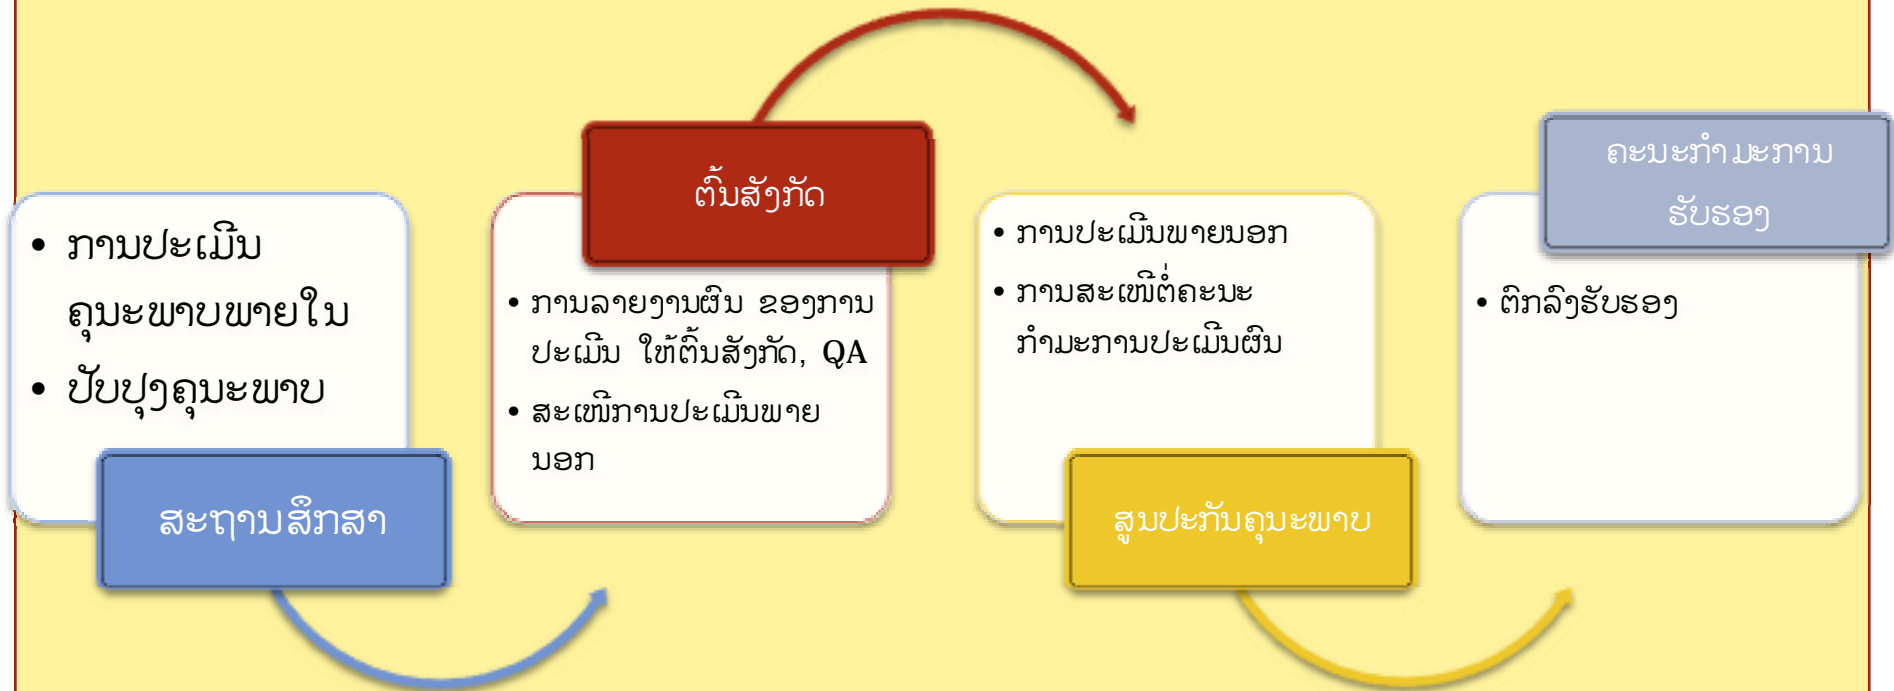 • ການປະເມີນ
ຄຸນະພາບພາຍໃນ
• ປັບປຸງຄຸນະພາບ
ສະຖານສຶກສາ
ຕົ້ນສັງກັດ
• ການລາຍງານຜົນ ຂອງການ
ປະເມີນ ໃຫ້ຕົ້ນສັງກັດ, QA
• ສະເໜີການປະເມີນພາຍ
ນອກ
• ການປະເມີນພາຍນອກ
• ການສະເໜີຕໍ່ຄະນະ
ກຳມະການປະເມີນຜົນ
ສູນປະກັນຄຸນະພາບ
ຄະນະກຳມະການ
ຮັບຮອງ
• ຕົກລົງຮັບຮອງ